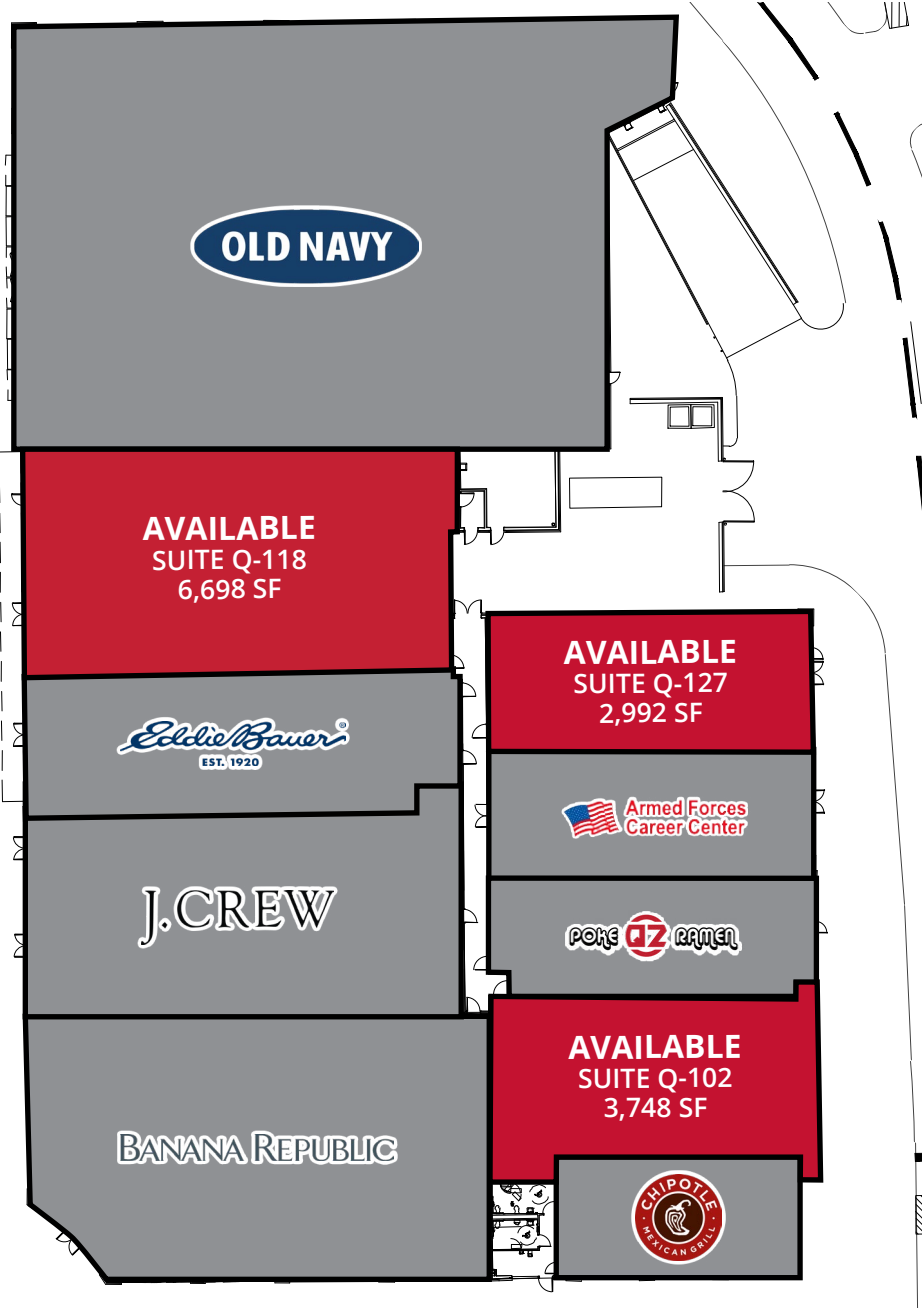 OLD NAVY
AVAILABLE
SUITE Q-118
6,698 SF
AVAILABLE
SUITE Q-127
2,992 SF
Eddie Bauer®
EST. 1920
Armed Forces
Career Center
J.CREW
POKE QZ RAMEN
AVAILABLE
SUITE Q-102
3,748 SF
BANANA REPUBLIC
CHIPOTLE
MEXICAN GRILL